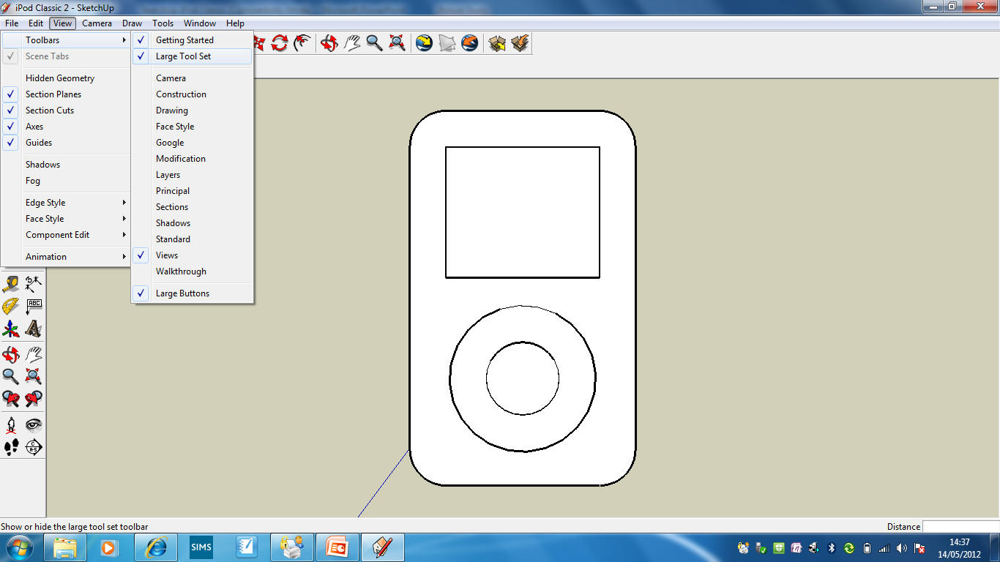 iPod Classic 2 - SketchUp
File Edit View Camera Draw Tools Window Help
Toolbars
Scene Tabs
Hidden Geometry
Section Planes
Section Cuts
Axes
Guides
Shadows
Fog
Edge Style
Face Style
Component Edit
Animation
Getting Started
Large Tool Set
Camera
Construction
Drawing
Face Style
Google
Modification
Layers
Principal
Sections
Shadows
Standard
Views
Walkthrough
Large Buttons
ABC
Show or hide the large tool set toolbar
Distance
SIMS
14:37
14/05/2012